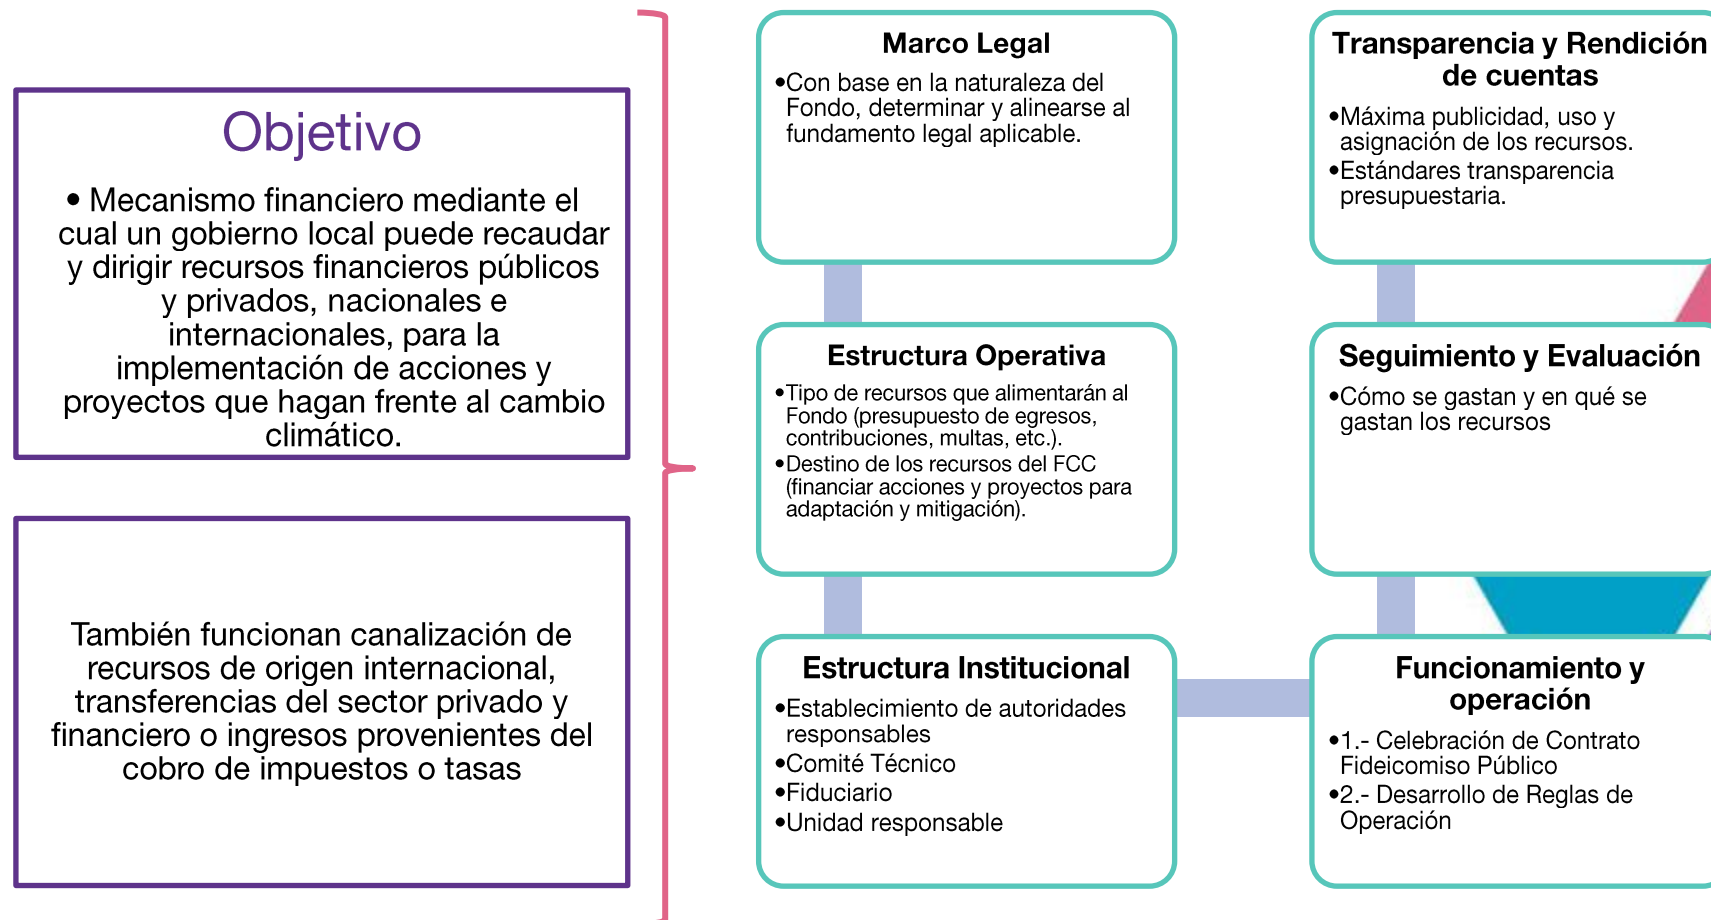 Objetivo
• Mecanismo financiero mediante el
cual un gobierno local puede recaudar
y dirigir recursos financieros públicos
y privados, nacionales e
internacionales, para la
implementación de acciones y
proyectos que hagan frente al cambio
climático.
También funcionan canalización de
recursos de origen internacional,
transferencias del sector privado y
financiero o ingresos provenientes del
cobro de impuestos o tasas
Marco Legal
•Con base en la naturaleza del
Fondo, determinar y alinearse al
fundamento legal aplicable.
Estructura Operativa
•Tipo de recursos que alimentarán al
Fondo (presupuesto de egresos,
contribuciones, multas, etc.).
•Destino de los recursos del FCC
(financiar acciones y proyectos para
adaptación y mitigación).
Estructura Institucional
•Establecimiento de autoridades
responsables
•Comité Técnico
•Fiduciario
•Unidad responsable
Funcionamiento y
operación
•1.- Celebración de Contrato
Fideicomiso Público
•2.- Desarrollo de Reglas de
Operación
Seguimiento y Evaluación
•Cómo se gastan y en qué se
gastan los recursos
Transparencia y Rendición
de cuentas
•Máxima publicidad, uso y
asignación de los recursos.
•Estándares transparencia
presupuestaria.